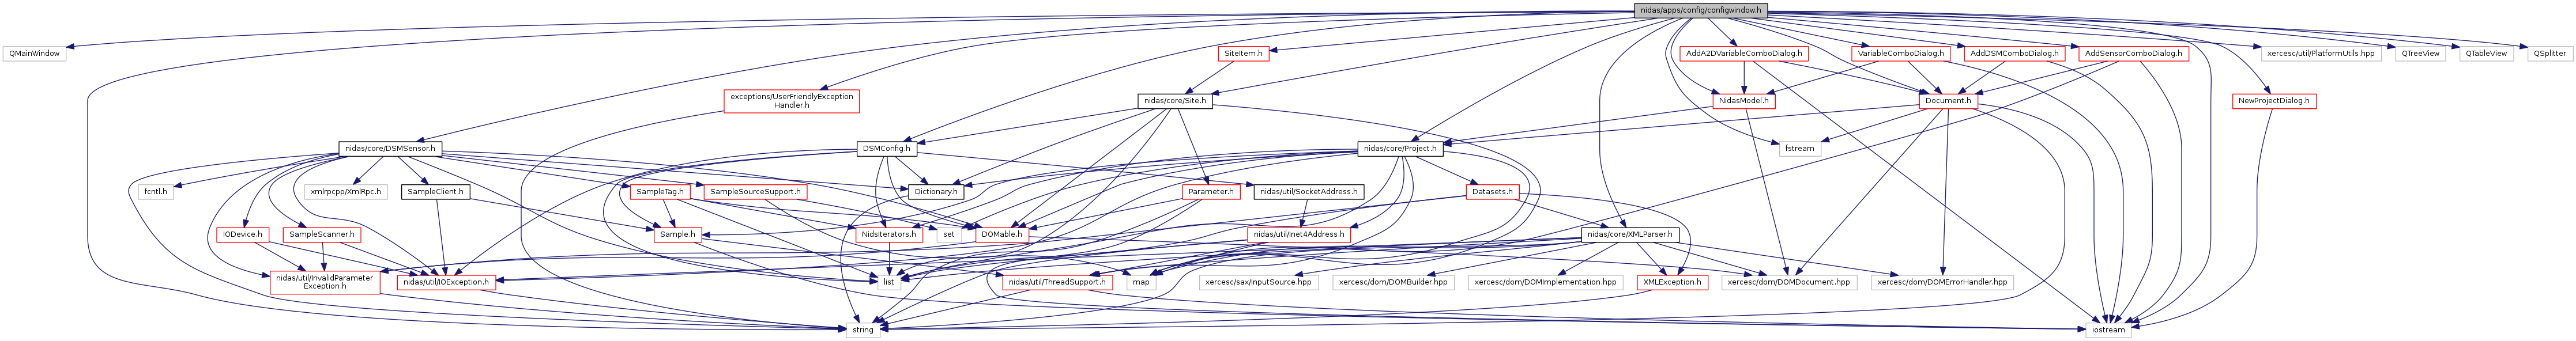 nidas/apps/config/configwindow.h
QMainWindow
SiteItem.h
AddA2DVariableComboDialog.h
VariableComboDialog.h
AddDSMComboDialog.h
AddSensorComboDialog.h
xercesc/util/PlatformUtils.hpp
QTreeView
QTableView
QSplitter
exceptions/UserFriendlyException
Handler.h
nidas/core/Site.h
NidasModel.h
Document.h
NewProjectDialog.h
nidas/core/DSMSensor.h
DSMConfig.h
nidas/core/Project.h
fstream
fcntl.h
xmlrpcpp/XmlRpc.h
SampleClient.h
SampleTag.h
SampleSourceSupport.h
Dictionary.h
Parameter.h
nidas/util/SocketAddress.h
Datasets.h
IODevice.h
SampleScanner.h
Sample.h
NidsIterators.h
set
DOMable.h
nidas/util/Inet4Address.h
nidas/core/XMLParser.h
nidas/util/InvalidParameter
Exception.h
nidas/util/IOException.h
list
nidas/util/ThreadSupport.h
map
xercesc/sax/InputSource.hpp
xercesc/dom/DOMBuilder.hpp
xercesc/dom/DOMImplementation.hpp
XMLException.h
xercesc/dom/DOMDocument.hpp
xercesc/dom/DOMErrorHandler.hpp
string
iostream